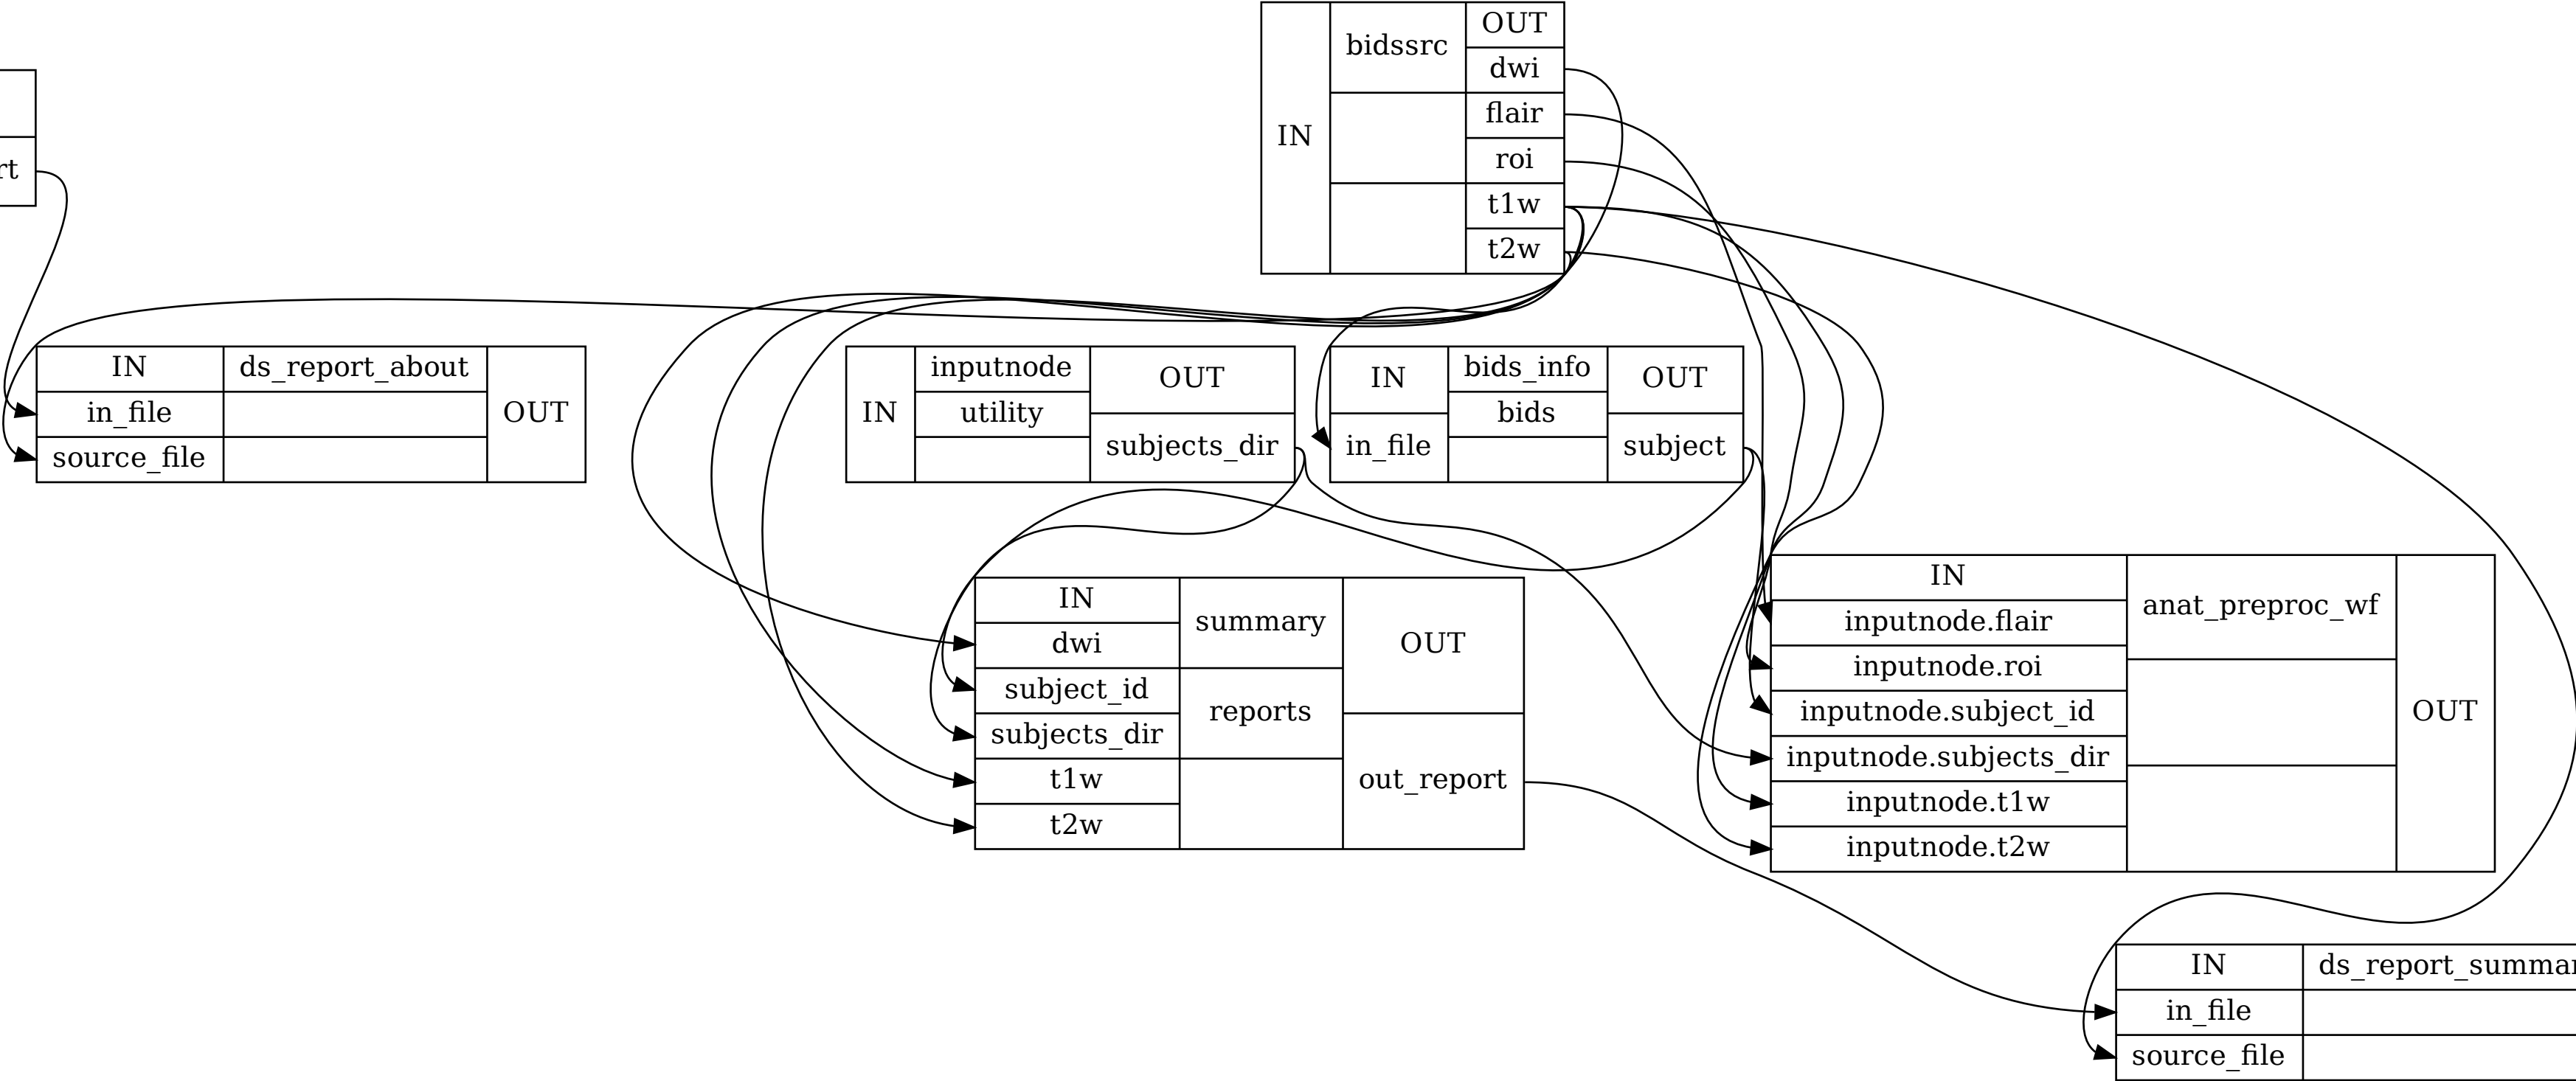 OUT
bidssrc
dwi
flair
IN
roi
t1w
t2w
rt
IN
ds_report_about
in_file
OUT
source_file
IN
inputnode
utility
OUT
subjects_dir
IN
bids_info
OUT
bids
in_file
subject
IN
summary
OUT
dwi
subject_id
reports
subjects_dir
t1w
out_report
t2w
IN
anat_preproc_wf
inputnode.flair
inputnode.roi
inputnode.subject_id
OUT
inputnode.subjects_dir
inputnode.t1w
inputnode.t2w
IN
ds_report_summar
in_file
source_file